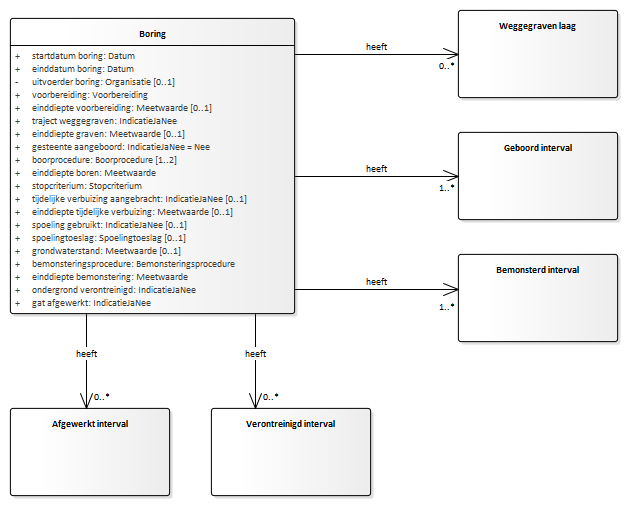 Boring
+ startdatum boring: Datum
+ einddatum boring: Datum
- uitvoerder boring: Organisatie [0..1]
+ voorbereiding: Voorbereiding
+ einddiepte voorbereiding: Meetwaarde [0..1]
+ traject weggegraven: IndicatieJaNee
+ einddiepte graven: Meetwaarde [0..1]
+ gesteente aangeboord: IndicatieJaNee = Nee
+ boorprocedure: Boorprocedure [1..2]
+ einddiepte boren: Meetwaarde
+ stopcriterium: Stopcriterium
+ tijdelijke verbuizing aangebracht: IndicatieJaNee [0..1]
+ einddiepte tijdelijke verbuizing: Meetwaarde [0..1]
+ spoeling gebruikt: IndicatieJaNee [0..1]
+ spoelingtoeslag: Spoelingtoeslag [0..1]
+ grondwaterstand: Meetwaarde [0..1]
+ bemonsteringsprocedure: Bemonsteringsprocedure
+ einddiepte bemonstering: Meetwaarde
+ ondergrond verontreinigd: IndicatieJaNee
+ gat afgewerkt: IndicatieJaNee
heeft
0..*
Weggegraven laag
heeft
1..*
Geboord interval
heeft
1..*
Bemonsterd interval
heeft
0..*
Afgewerkt interval
heeft
0..*
Verontreinigd interval